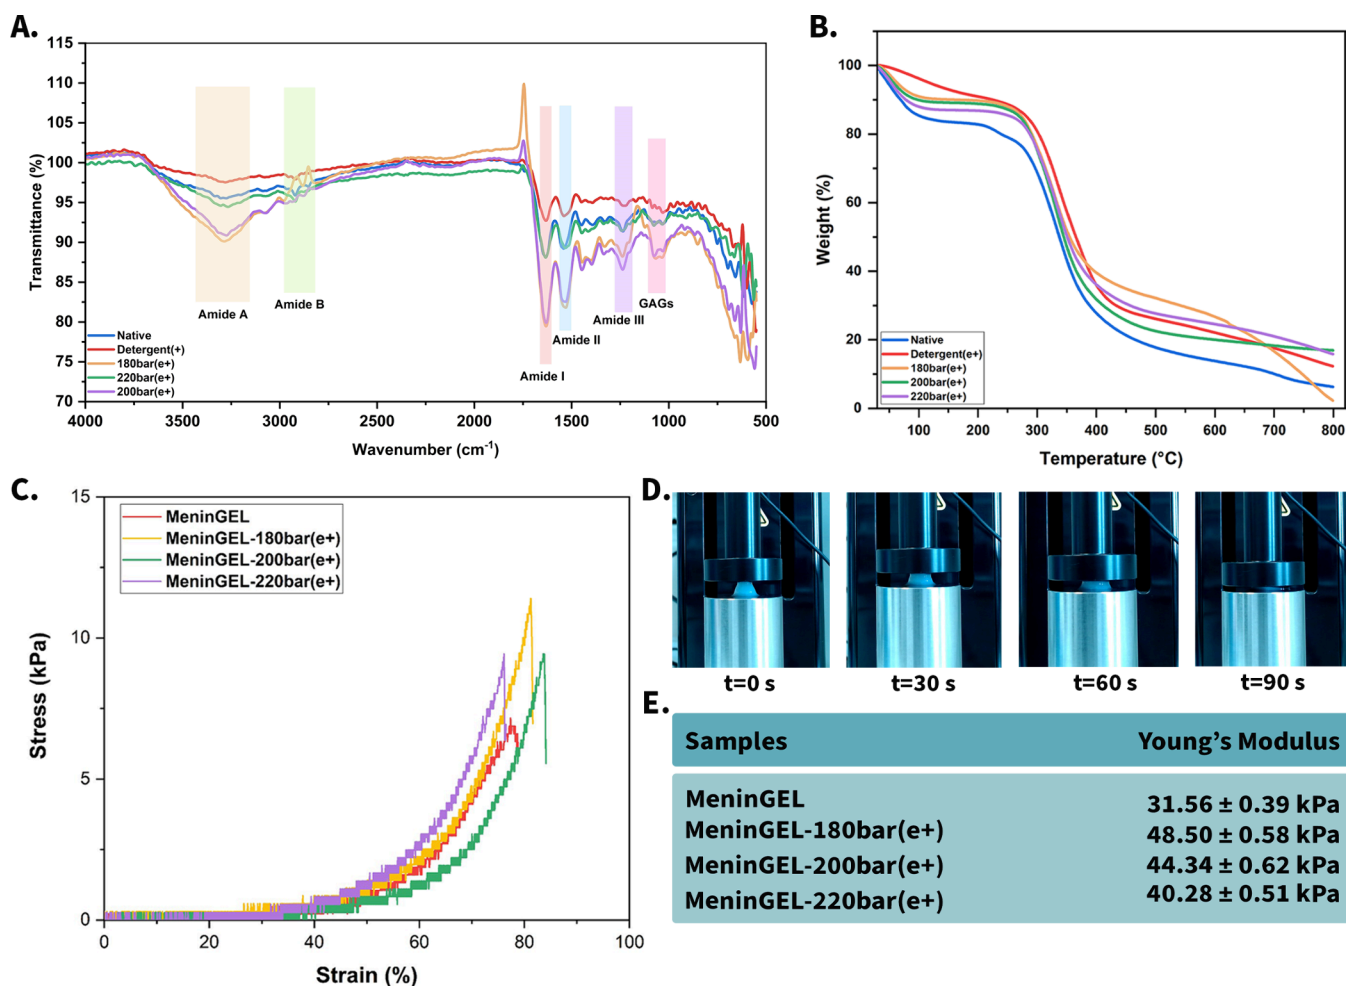 A.
115
110
105
100
95
90
85
80
75
70
Transmittance (%)
4000 3500 3000 2500 2000 1500 1000 500
Wavenumber (cm⁻¹)
Amide A
Amide B
Amide I
Amide II
Amide III
GAGs
Native
Detergent(+)
180bar(e+)
220bar(e+)
200bar(e+)
B.
100
80
60
40
20
0
Weight (%)
100 200 300 400 500 600 700 800
Temperature (°C)
Native
Detergent(e+)
180bar(e+)
200bar(e+)
220bar(e+)
C.
15
10
5
0
Stress (kPa)
0 20 40 60 80 100
Strain (%)
MeninGEL
MeninGEL-180bar(e+)
MeninGEL-200bar(e+)
MeninGEL-220bar(e+)
D.
t=0 s t=30 s t=60 s t=90 s
E.
Samples Young's Modulus
MeninGEL 31.56 ± 0.39 kPa
MeninGEL-180bar(e+) 48.50 ± 0.58 kPa
MeninGEL-200bar(e+) 44.34 ± 0.62 kPa
MeninGEL-220bar(e+) 40.28 ± 0.51 kPa